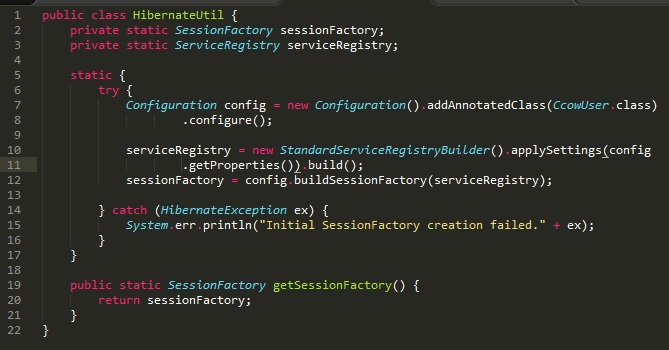 1 public class HibernateUtil {
2     private static SessionFactory sessionFactory;
3     private static ServiceRegistry serviceRegistry;
4
5     static {
6         try {
7             Configuration config = new Configuration().addAnnotatedClass(CcowUser.class)
8                     .configure();
9
10             serviceRegistry = new StandardServiceRegistryBuilder().applySettings(config
11                     .getProperties()).build();
12             sessionFactory = config.buildSessionFactory(serviceRegistry);
13
14         } catch (HibernateException ex) {
15             System.err.println("Initial SessionFactory creation failed." + ex);
16         }
17     }
18
19     public static SessionFactory getSessionFactory() {
20         return sessionFactory;
21     }
22 }